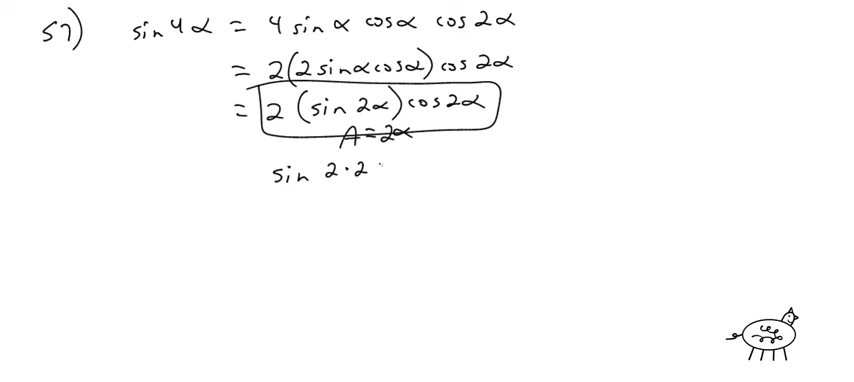 57) sin 4α = 4 sin α cos α cos 2α
= 2(2 sin α cos α) cos 2α
= 2 (sin 2α) cos 2α
A = 2α
sin 2·2